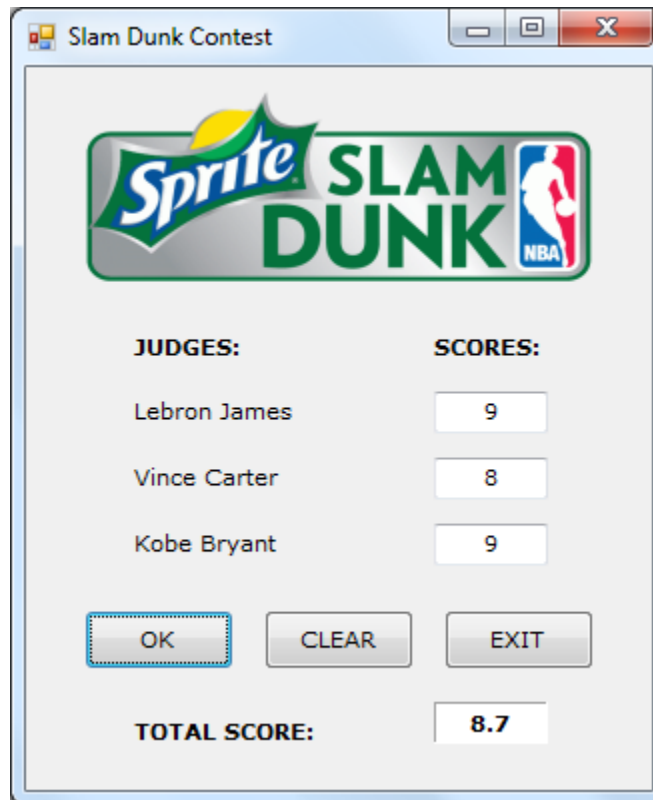 Slam Dunk Contest
Sprite SLAM
DUNK
NBA
JUDGES: SCORES:
Lebron James 9
Vince Carter 8
Kobe Bryant 9
OK CLEAR EXIT
TOTAL SCORE: 8.7